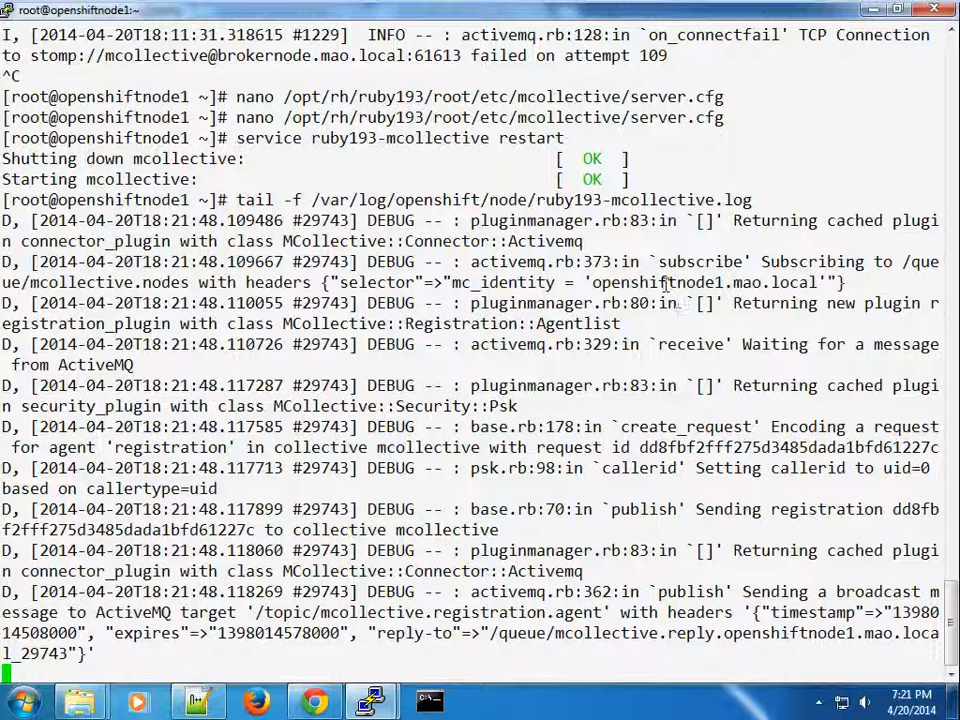 root@openshiftnode1:~
I, [2014-04-20T18:11:31.318615 #1229]  INFO -- : activemq.rb:128:in `on_connectfail' TCP Connection
to stomp://mcollective@brokernode.mao.local:61613 failed on attempt 109
^C
[root@openshiftnode1 ~]# nano /opt/rh/ruby193/root/etc/mcollective/server.cfg
[root@openshiftnode1 ~]# nano /opt/rh/ruby193/root/etc/mcollective/server.cfg
[root@openshiftnode1 ~]# service ruby193-mcollective restart
Shutting down mcollective:                                 [  OK  ]
Starting mcollective:                                      [  OK  ]
[root@openshiftnode1 ~]# tail -f /var/log/openshift/node/ruby193-mcollective.log
D, [2014-04-20T18:21:48.109486 #29743] DEBUG -- : pluginmanager.rb:83:in `[]' Returning cached plugi
n connector_plugin with class MCollective::Connector::Activemq
D, [2014-04-20T18:21:48.109667 #29743] DEBUG -- : activemq.rb:373:in `subscribe' Subscribing to /que
ue/mcollective.nodes with headers {"selector"=>"mc_identity = 'openshiftnode1.mao.local'"}
D, [2014-04-20T18:21:48.110055 #29743] DEBUG -- : pluginmanager.rb:80:in `[]' Returning new plugin r
egistration_plugin with class MCollective::Registration::Agentlist
D, [2014-04-20T18:21:48.110726 #29743] DEBUG -- : activemq.rb:329:in `receive' Waiting for a message
from ActiveMQ
D, [2014-04-20T18:21:48.117287 #29743] DEBUG -- : pluginmanager.rb:83:in `[]' Returning cached plugi
n security_plugin with class MCollective::Security::Psk
D, [2014-04-20T18:21:48.117585 #29743] DEBUG -- : base.rb:178:in `create_request' Encoding a request
for agent 'registration' in collective mcollective with request id dd8fbf2fff275d3485dada1bfd61227c
D, [2014-04-20T18:21:48.117713 #29743] DEBUG -- : psk.rb:98:in `callerid' Setting callerid to uid=0
based on callertype=uid
D, [2014-04-20T18:21:48.117899 #29743] DEBUG -- : base.rb:70:in `publish' Sending registration dd8fb
f2fff275d3485dada1bfd61227c to collective mcollective
D, [2014-04-20T18:21:48.118060 #29743] DEBUG -- : pluginmanager.rb:83:in `[]' Returning cached plugi
n connector_plugin with class MCollective::Connector::Activemq
D, [2014-04-20T18:21:48.118269 #29743] DEBUG -- : activemq.rb:362:in `publish' Sending a broadcast m
essage to ActiveMQ target '/topic/mcollective.registration.agent' with headers '{"timestamp"=>"13980
14508000", "expires"=>"1398014578000", "reply-to"=>"/queue/mcollective.reply.openshiftnode1.mao.loca
l_29743"}'
7:21 PM
4/20/2014